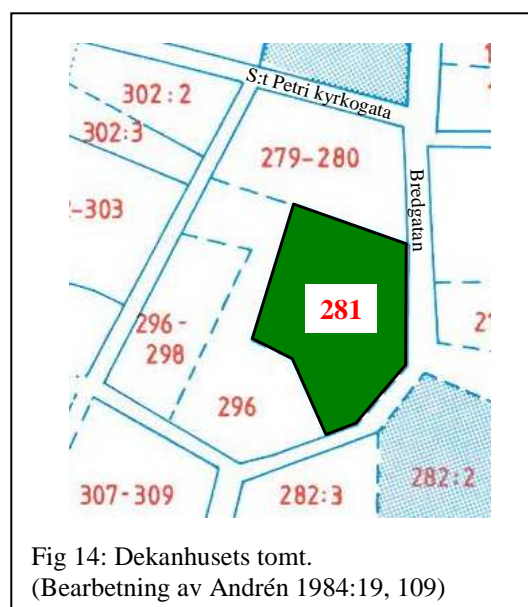 S:t Petri kyrkogata
302:2
302:3
279-280
Bredgatan
-303
281
296-
298
296
307-309
282:3
282:2
Fig 14: Dekanhusets tomt.
(Bearbetning av Andrén 1984:19, 109)